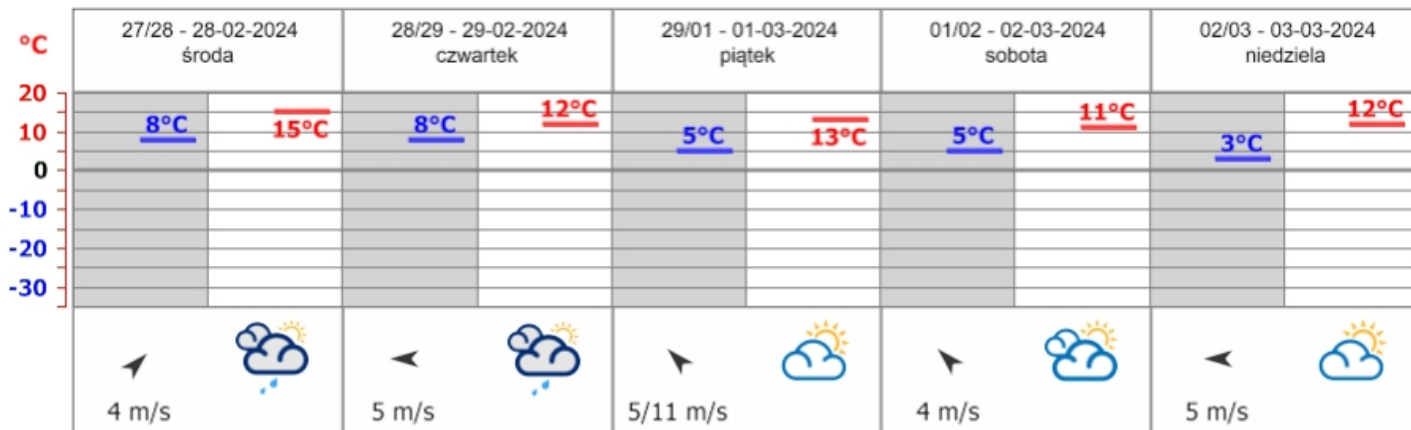 °C
27/28 - 28-02-2024
środa
28/29 - 29-02-2024
czwartek
29/01 - 01-03-2024
piątek
01/02 - 02-03-2024
sobota
02/03 - 03-03-2024
niedziela
20
10
0
-10
-20
-30
8°C
15°C
8°C
12°C
5°C
13°C
5°C
11°C
3°C
12°C
4 m/s
5 m/s
5/11 m/s
4 m/s
5 m/s